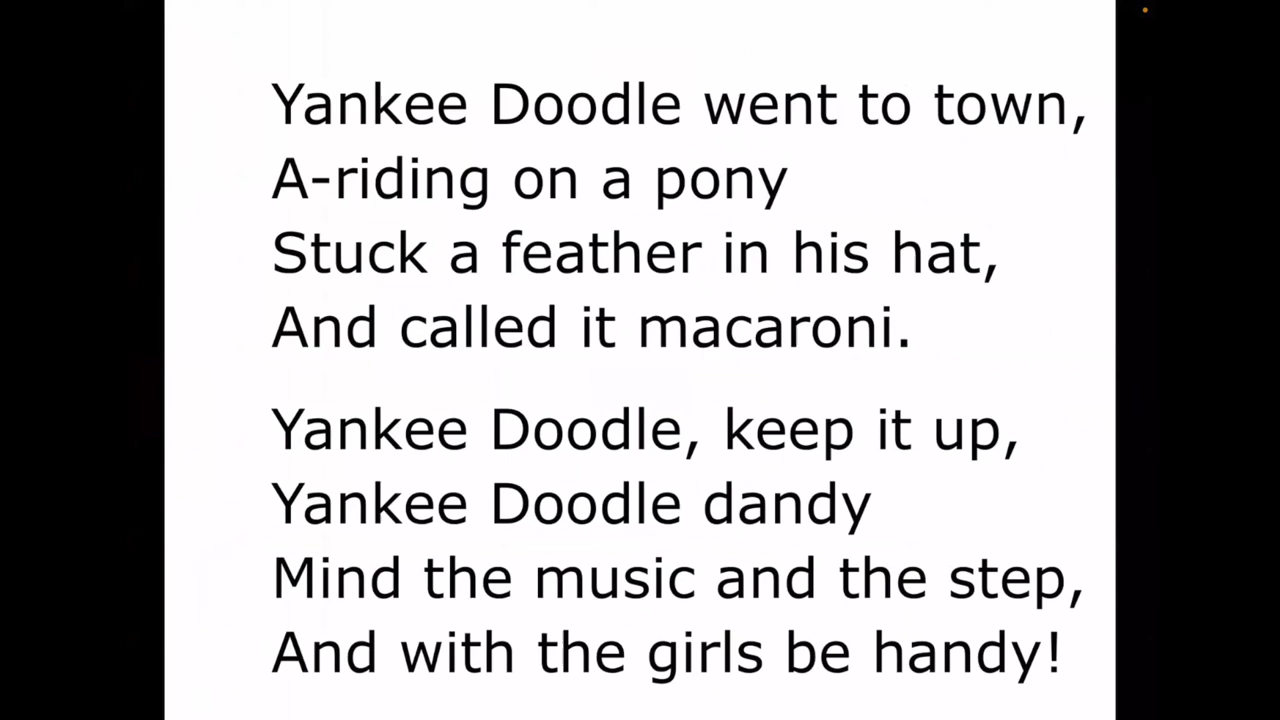 Yankee Doodle went to town,
A-riding on a pony
Stuck a feather in his hat,
And called it macaroni.
Yankee Doodle, keep it up,
Yankee Doodle dandy
Mind the music and the step,
And with the girls be handy!